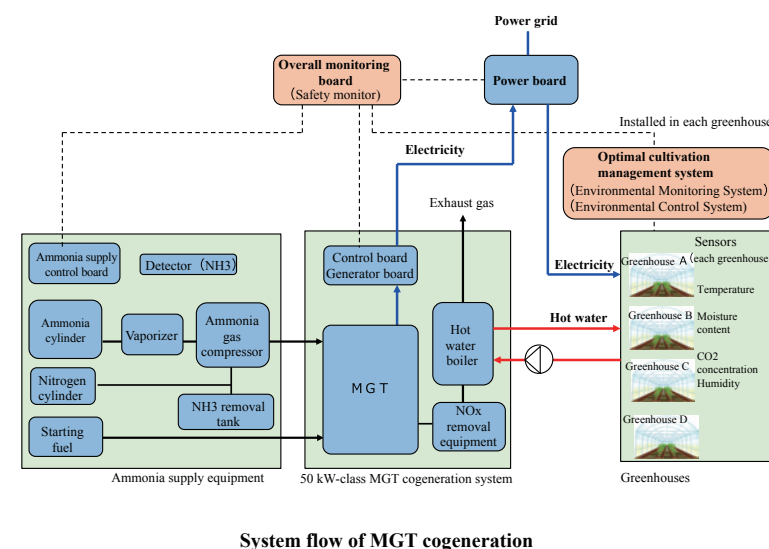 Power grid
Overall monitoring
board
(Safety monitor)
Power board
Installed in each greenhouse
Electricity
Optimal cultivation
management system
(Environmental Monitoring System)
(Environmental Control System)
Exhaust gas
Ammonia supply
control board
Detector (NH3)
Control board
Generator board
Electricity
Sensors
(each greenhouse
Greenhouse A
Temperature
Ammonia
cylinder
Vaporizer
Ammonia
gas
compressor
Hot
water
boiler
Hot water
Greenhouse B
Moisture
content
MGT
Nitrogen
cylinder
NH3 removal
tank
Greenhouse C
CO2
concentration
Humidity
Starting
fuel
NOx
removal
equipment
Greenhouse D
Ammonia supply equipment
50 kW-class MGT cogeneration system
Greenhouses
System flow of MGT cogeneration